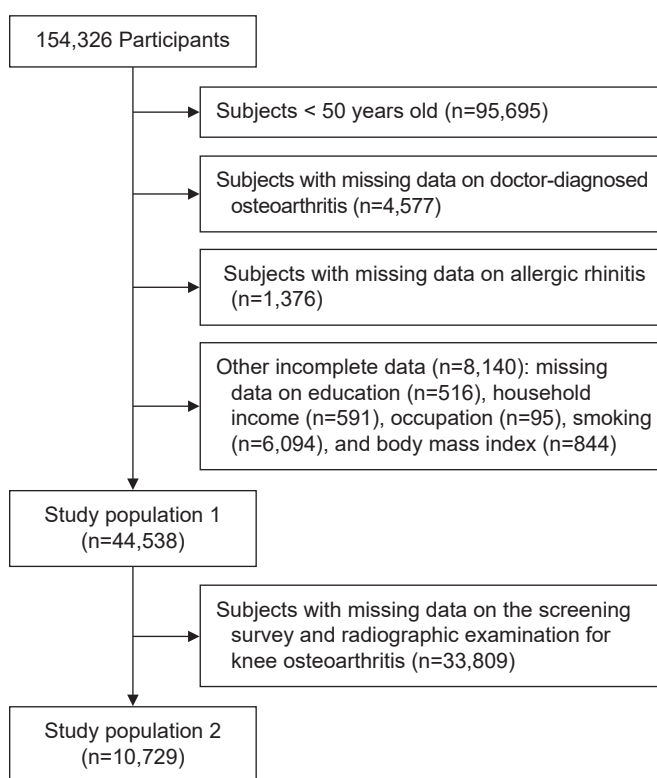 154,326 Participants
Subjects < 50 years old (n=95,695)
Subjects with missing data on doctor-diagnosed
osteoarthritis (n=4,577)
Subjects with missing data on allergic rhinitis
(n=1,376)
Other incomplete data (n=8,140): missing
data on education (n=516), household
income (n=591), occupation (n=95), smoking
(n=6,094), and body mass index (n=844)
Study population 1
(n=44,538)
Subjects with missing data on the screening
survey and radiographic examination for
knee osteoarthritis (n=33,809)
Study population 2
(n=10,729)